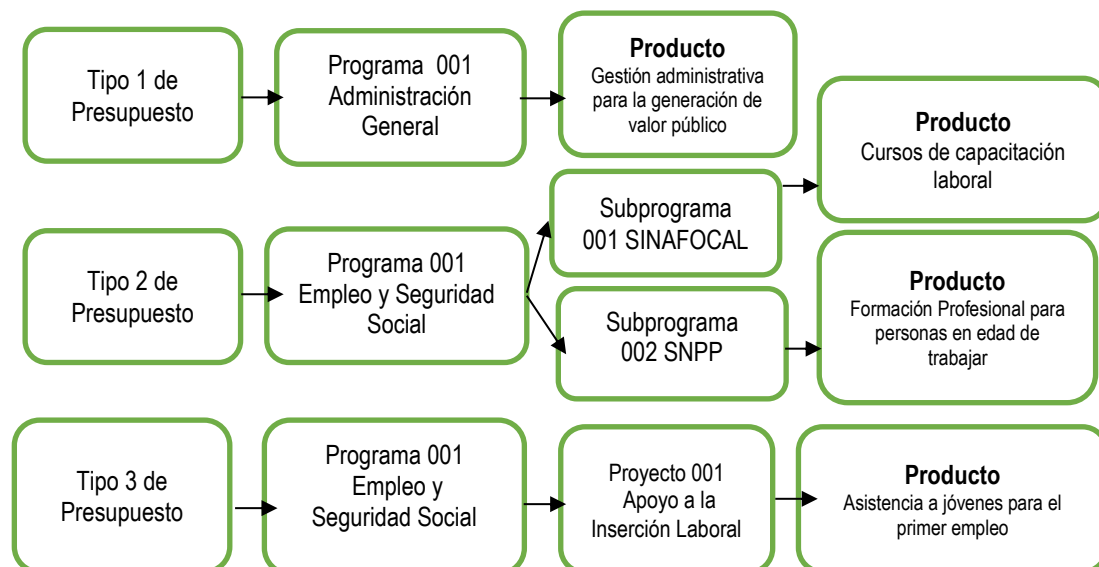 Tipo 1 de
Presupuesto
Programa 001
Administración
General
Producto
Gestión administrativa
para la generación de
valor público
Tipo 2 de
Presupuesto
Programa 001
Empleo y Seguridad
Social
Subprograma
001 SINAFOCAL
Producto
Cursos de capacitación
laboral
Subprograma
002 SNPP
Producto
Formación Profesional para
personas en edad de
trabajar
Tipo 3 de
Presupuesto
Programa 001
Empleo y
Seguridad Social
Proyecto 001
Apoyo a la
Inserción Laboral
Producto
Asistencia a jóvenes para el
primer empleo